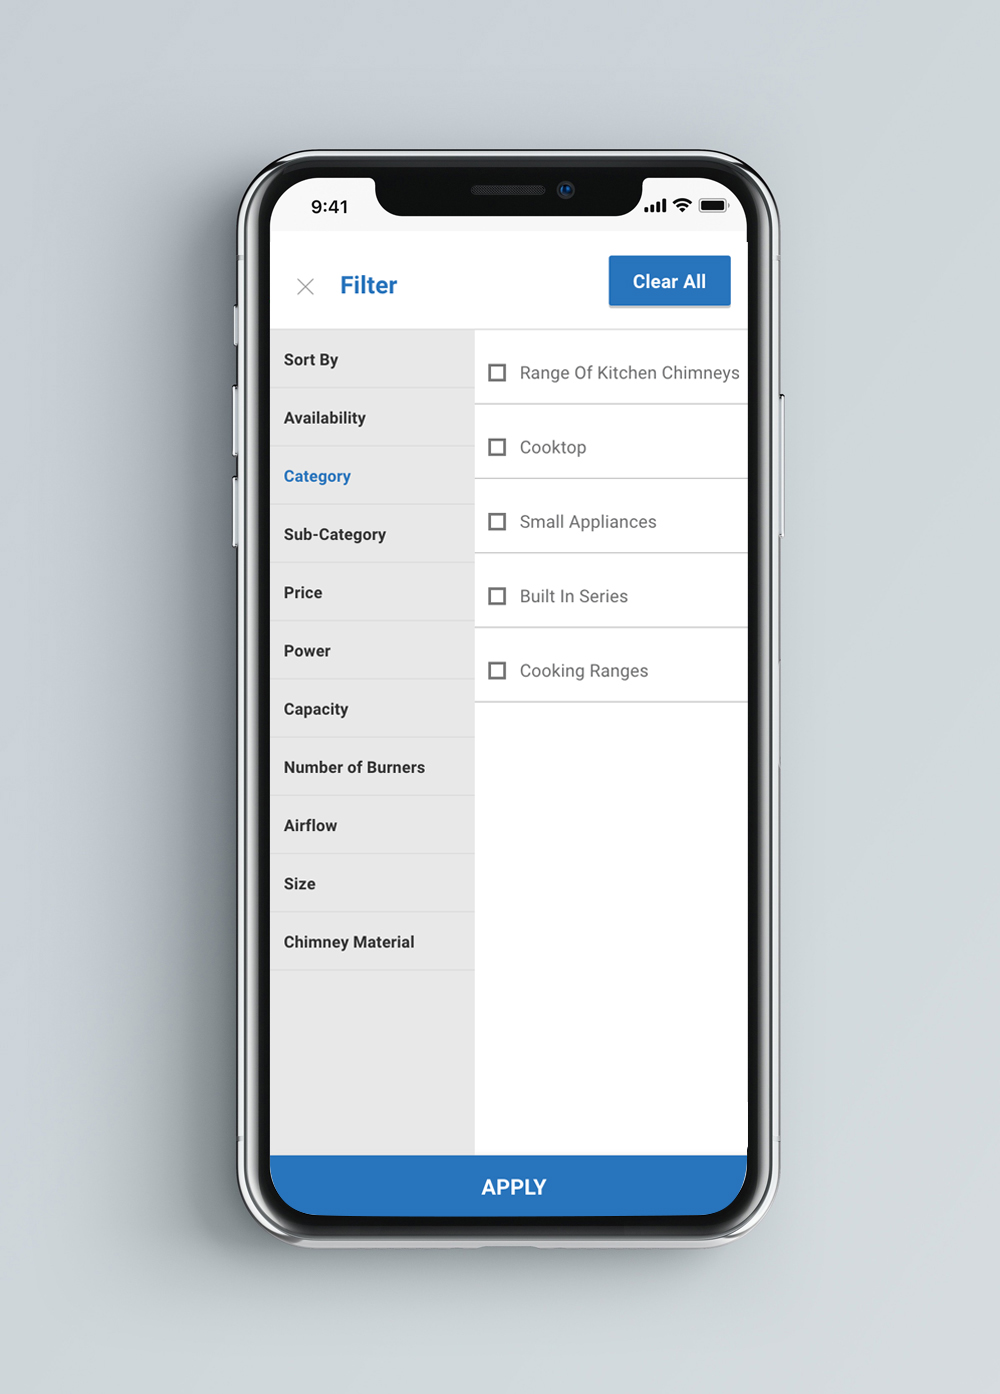 9:41
Filter
Clear All
Sort By
Availability
Category
Sub-Category
Price
Power
Capacity
Number of Burners
Airflow
Size
Chimney Material
Range Of Kitchen Chimneys
Cooktop
Small Appliances
Built In Series
Cooking Ranges
APPLY